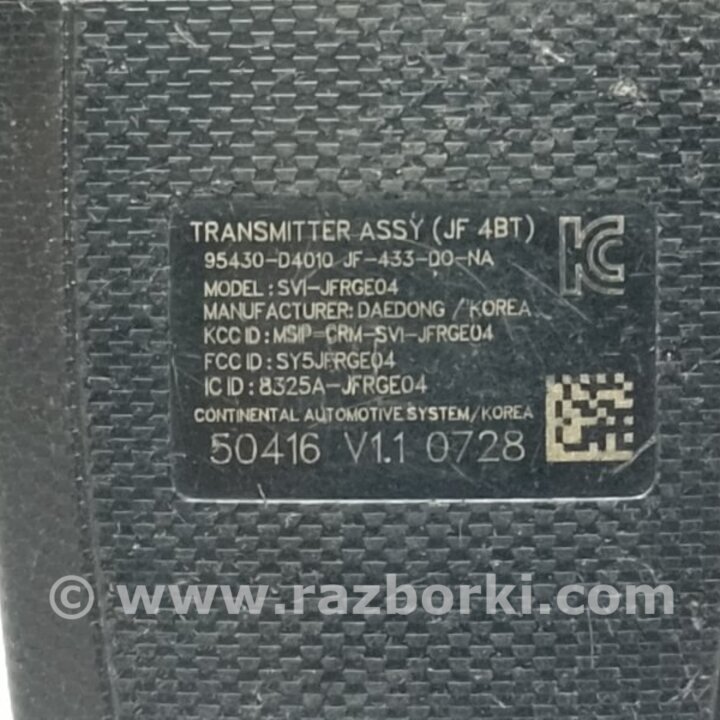 TRANSMITTER ASSY (JF 4BT)
95430-D4010 JF-433-DO-NA
MODEL : SVI-JFRGE04
MANUFACTURER: DAEDONG / KOREA
KCC ID : MSIP-CRM-SVI-JFRGE04
FCC ID : SY5JFRGE04
IC ID : 8325A-JFRGE04
CONTINENTAL AUTOMOTIVE SYSTEM/KOREA
50416 V1.1 0728
© www.razborki.com